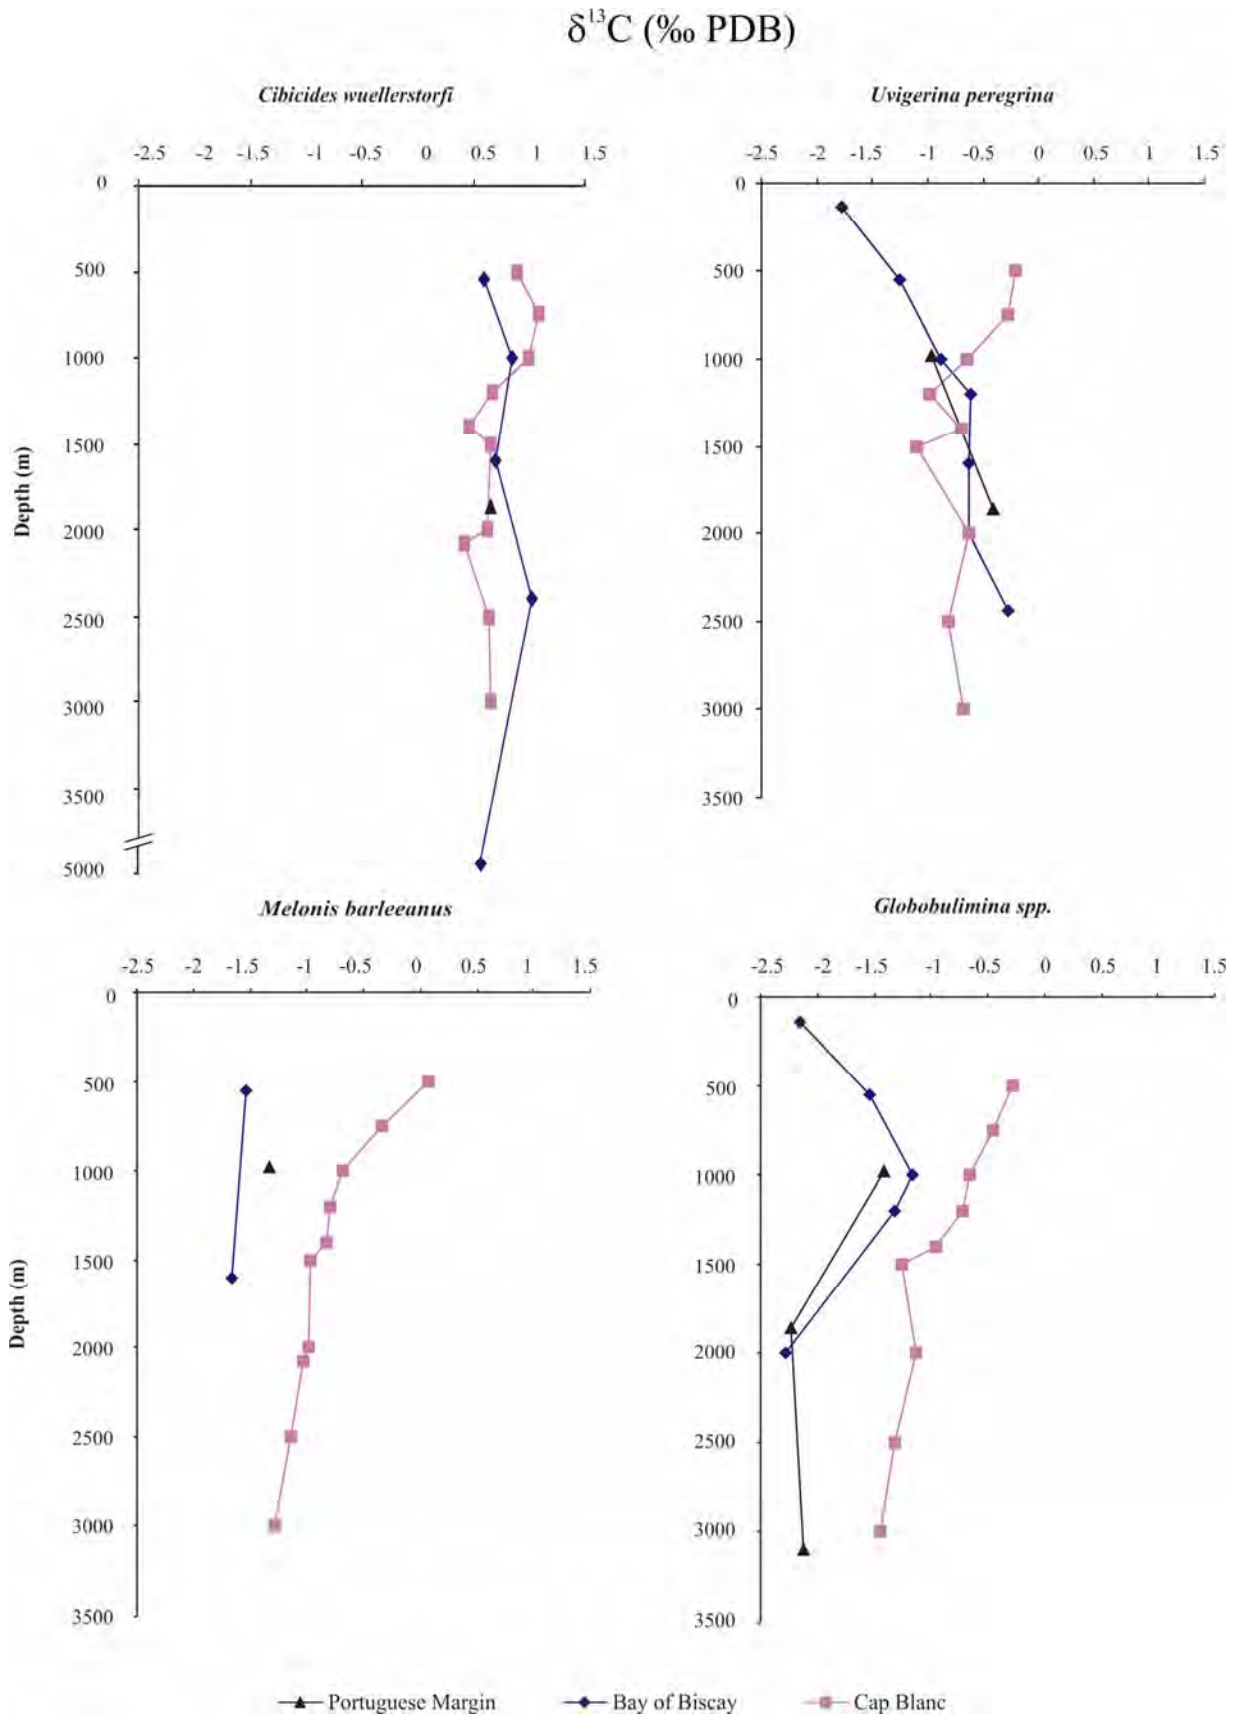 δ¹³C (‰ PDB)
Cibicides wuellerstorfi
Uvigerina peregrina
-2.5 -2 -1.5 -1 -0.5 0 0.5 1 1.5
-2.5 -2 -1.5 -1 -0.5 0 0.5 1 1.5
0
500
1000
1500
2000
2500
3000
3500
5000
Depth (m)
0
500
1000
1500
2000
2500
3000
3500
Melonis barleeanus
Globobulimina spp.
-2.5 -2 -1.5 -1 -0.5 0 0.5 1 1.5
-2.5 -2 -1.5 -1 -0.5 0 0.5 1 1.5
0
500
1000
1500
2000
2500
3000
3500
Depth (m)
0
500
1000
1500
2000
2500
3000
3500
Portuguese Margin Bay of Biscay Cap Blanc